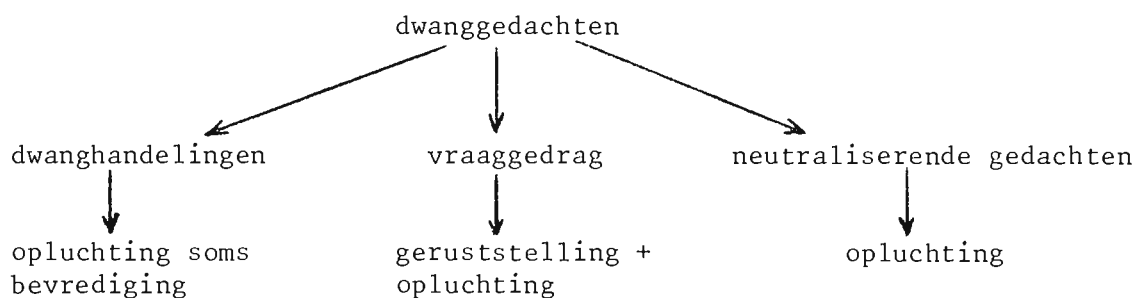 dwanggedachten
dwanghandelingen
vraaggedrag
neutraliserende gedachten
opluchting soms
bevrediging
geruststelling +
opluchting
opluchting